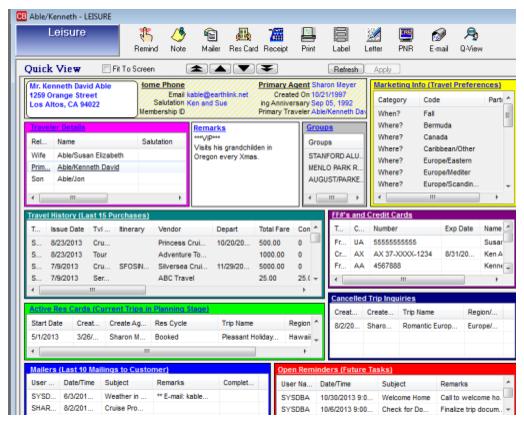 CB Able/Kenneth - LEISURE
Leisure
Remind Note Mailer Res Card Receipt Print Label Letter PNR E-mail Q-View
Quick View Fit To Screen Refresh Apply
Mr. Kenneth David Able
1259 Orange Street
Los Altos, CA 94022
Home Phone
Email kable@earthlink.net
Salutation Ken and Sue
Membership ID
Primary Agent Sharon Meyer
Created On 10/21/1997
ing Anniversary Sep 05, 1992
Primary Traveler Able/Kenneth Dav
Marketing Info (Travel Preferences)
Category Code Part
When? Fall
Where? Bermuda
Where? Canada
Where? Caribbean/Other
Where? Europe/Eastern
Where? Europe/Mediter
Where? Europe/Scandin...
Traveler Details
Rel... Name Salutation
Wife Able/Susan Elizabeth
Prim... Able/Kenneth David
Son Able/Jon
Remarks
***VIP***
Visits his grandchilden in
Oregon every Xmas.
Groups
Groups
STANFORD ALU...
MENLO PARK R...
AUGUST/PARKE...
Travel History (Last 15 Purchases)
T... Issue Date Tvl ... Itinerary Vendor Depart Total Fare Con
S... 8/23/2013 Cru... Princess Crui... 10/20/20... 500.00 0
S... 8/23/2013 Tour Adventure To... 1000.00 0
S... 7/9/2013 Cru... SFOSIN... Silversea Crui... 11/29/20... 5000.00 0
S... 7/9/2013 Ser... ABC Travel 25.00 25.(
FF#'s and Credit Cards
T... C... Number Exp Date Name
Fr... UA 55555555555 Susar
Cr... AX AX 37-XXXX-1234 8/31/20... Ken A
Fr... AA 4567888 Kenne
Active Res Cards (Current Trips in Planning Stage)
Start Date Creat... Create Ag... Res Cycle Trip Name Region
5/1/2013 3/26/... Sharon M... Booked Pleasant Holiday... Hawaii
Cancelled Trip Inquiries
Creat... Create... Trip Name Region/...
8/2/20... Sharo... Romantic Europ... Europe/...
Mailers (Last 10 Mailings to Customer)
User ... Date/Time Subject Remarks Complet...
SYSD... 6/3/201... Weather in ... ** E-mail: kable...
SHAR... 8/2/201... Cruise Pro...
Open Reminders (Future Tasks)
User Na... Date/Time Subject Remarks
SYSDBA 10/30/2013 9:0... Welcome Home Call to welcome ho.
SYSDBA 10/6/2013 9:00... Check for Do... Finalize trip docum..